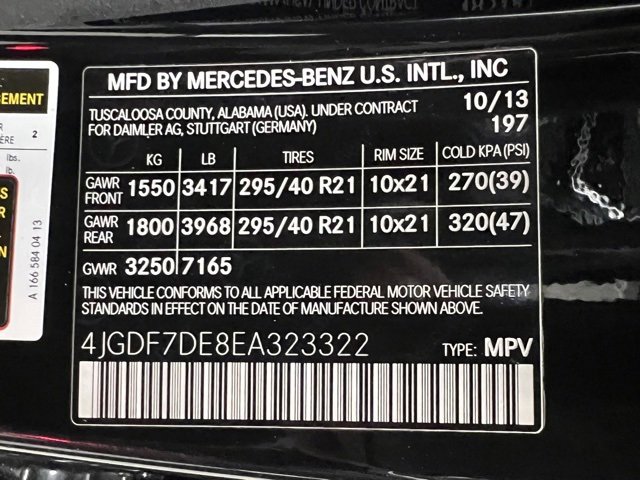 MFD BY MERCEDES-BENZ U.S. INTL., INC
TUSCALOOSA COUNTY, ALABAMA (USA). UNDER CONTRACT 10/13
FOR DAIMLER AG, STUTTGART (GERMANY) 197
KG LB TIRES RIM SIZE COLD KPA (PSI)
GAWR FRONT 1550 3417 295/40 R21 10x21 270(39)
GAWR REAR 1800 3968 295/40 R21 10x21 320(47)
GVWR 3250 7165
THIS VEHICLE CONFORMS TO ALL APPLICABLE FEDERAL MOTOR VEHICLE SAFETY
STANDARDS IN EFFECT ON THE DATE OF MANUFACTURE SHOWN ABOVE.
4JGDF7DE8EA323322 TYPE: MPV
2
lbs.
lb.
A 166 584 04 13